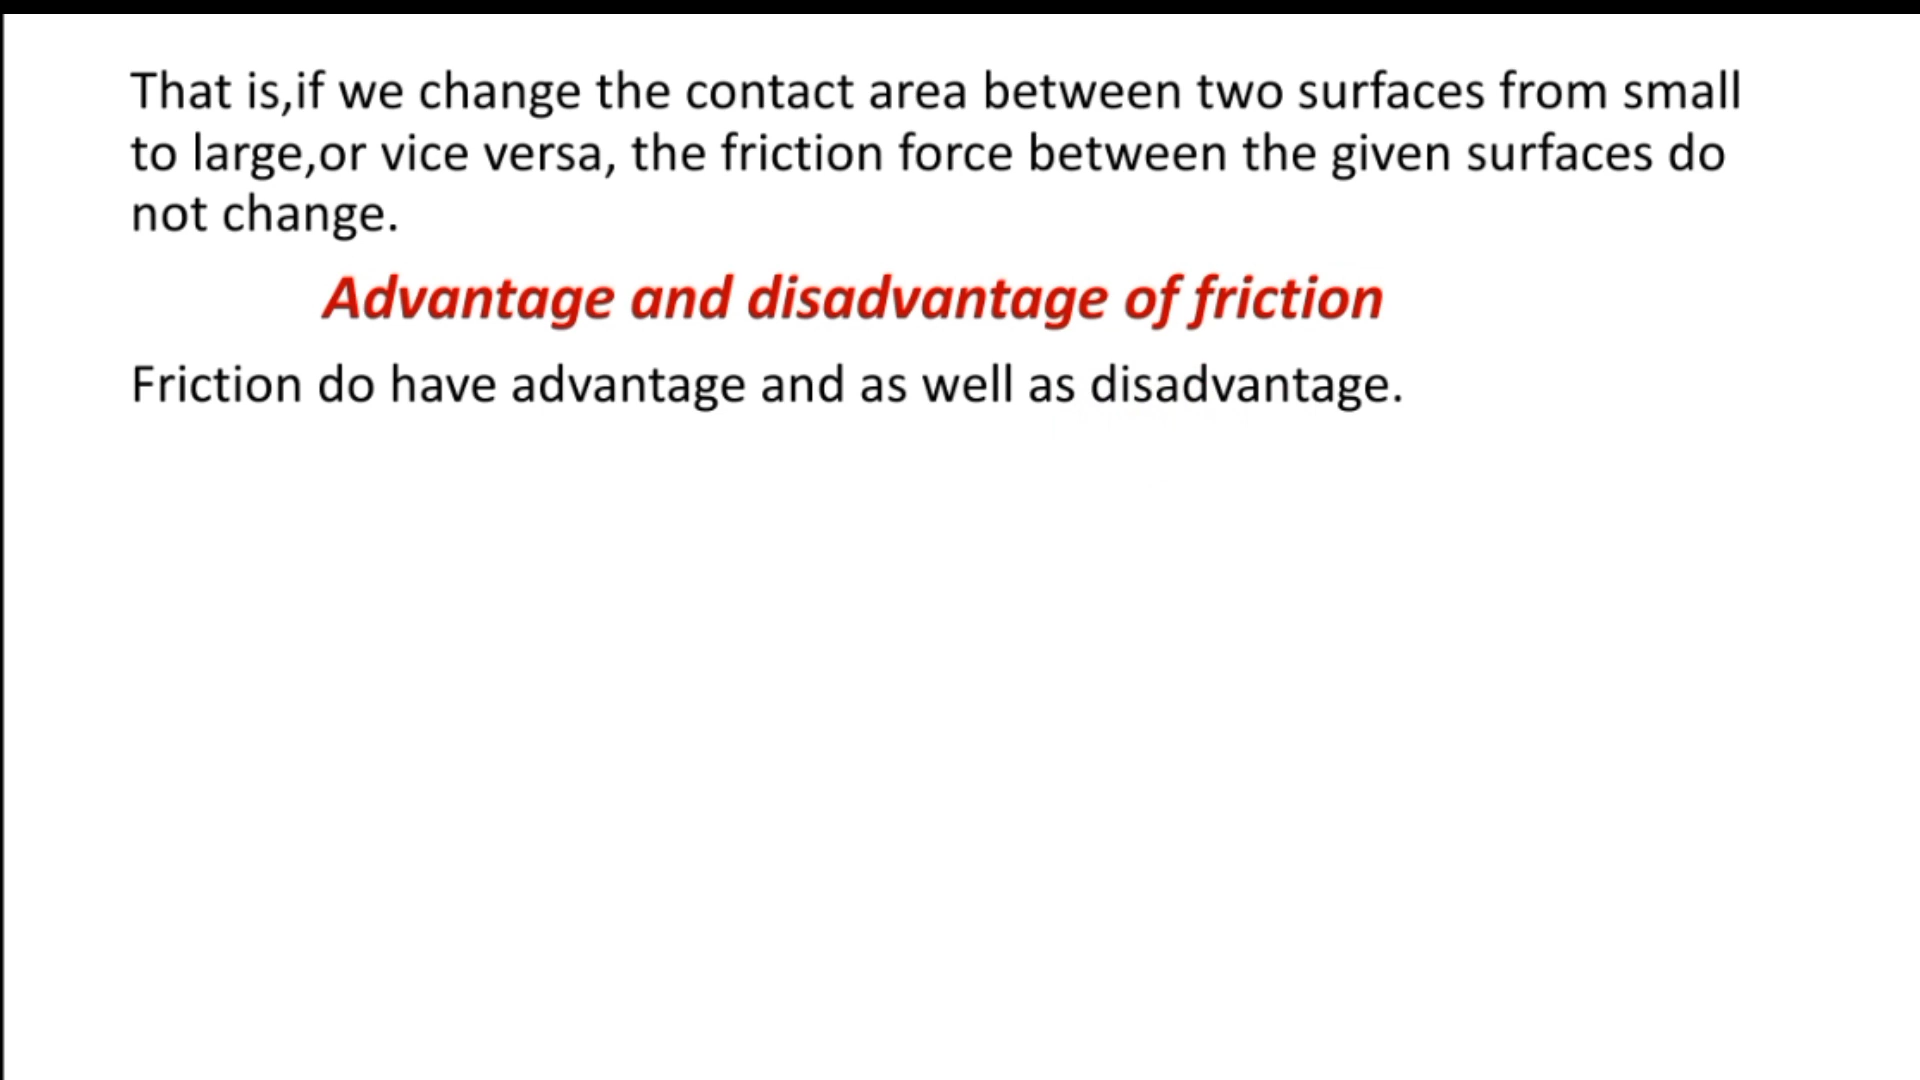 That is,if we change the contact area between two surfaces from small
to large,or vice versa, the friction force between the given surfaces do
not change.
Advantage and disadvantage of friction
Friction do have advantage and as well as disadvantage.